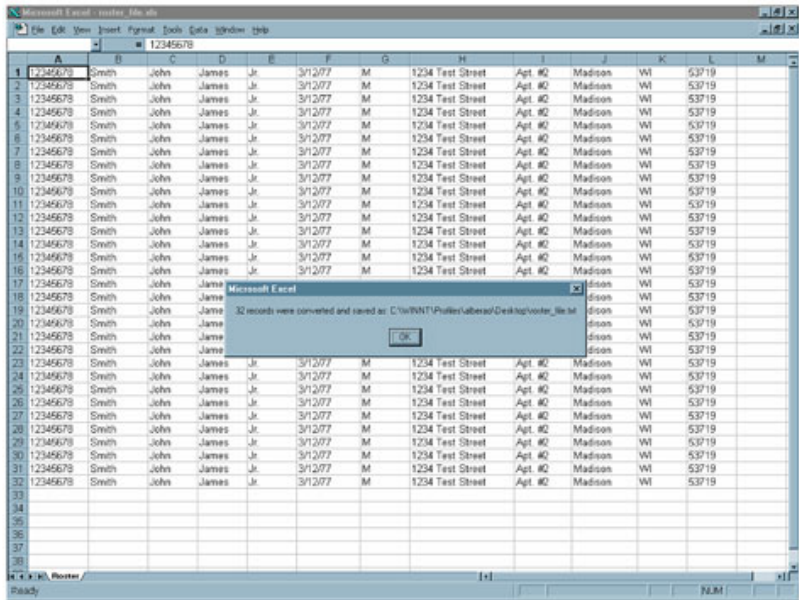 Microsoft Excel - roster_file.xls
File Edit View Insert Format Tools Data Window Help
= 12345678
A B C D E F G H I J K L M
1 12345678 Smith John James Jr. 3/12/77 M 1234 Test Street Apt. #2 Madison WI 53719
2 12345678 Smith John James Jr. 3/12/77 M 1234 Test Street Apt. #2 Madison WI 53719
3 12345678 Smith John James Jr. 3/12/77 M 1234 Test Street Apt. #2 Madison WI 53719
4 12345678 Smith John James Jr. 3/12/77 M 1234 Test Street Apt. #2 Madison WI 53719
5 12345678 Smith John James Jr. 3/12/77 M 1234 Test Street Apt. #2 Madison WI 53719
6 12345678 Smith John James Jr. 3/12/77 M 1234 Test Street Apt. #2 Madison WI 53719
7 12345678 Smith John James Jr. 3/12/77 M 1234 Test Street Apt. #2 Madison WI 53719
8 12345678 Smith John James Jr. 3/12/77 M 1234 Test Street Apt. #2 Madison WI 53719
9 12345678 Smith John James Jr. 3/12/77 M 1234 Test Street Apt. #2 Madison WI 53719
10 12345678 Smith John James Jr. 3/12/77 M 1234 Test Street Apt. #2 Madison WI 53719
11 12345678 Smith John James Jr. 3/12/77 M 1234 Test Street Apt. #2 Madison WI 53719
12 12345678 Smith John James Jr. 3/12/77 M 1234 Test Street Apt. #2 Madison WI 53719
13 12345678 Smith John James Jr. 3/12/77 M 1234 Test Street Apt. #2 Madison WI 53719
14 12345678 Smith John James Jr. 3/12/77 M 1234 Test Street Apt. #2 Madison WI 53719
15 12345678 Smith John James Jr. 3/12/77 M 1234 Test Street Apt. #2 Madison WI 53719
16 12345678 Smith John James Jr. 3/12/77 M 1234 Test Street Apt. #2 Madison WI 53719
17 12345678 Smith John Jame dison WI 53719
18 12345678 Smith John Jame dison WI 53719
19 12345678 Smith John Jame dison WI 53719
20 12345678 Smith John Jame dison WI 53719
21 12345678 Smith John Jame dison WI 53719
22 12345678 Smith John Jame dison WI 53719
Microsoft Excel
32 records were converted and saved as: C:\WINNT\Profiles\alberao\Desktop\roster_file.txt
OK
23 12345678 Smith John James Jr. 3/12/77 M 1234 Test Street Apt. #2 Madison WI 53719
24 12345678 Smith John James Jr. 3/12/77 M 1234 Test Street Apt. #2 Madison WI 53719
25 12345678 Smith John James Jr. 3/12/77 M 1234 Test Street Apt. #2 Madison WI 53719
26 12345678 Smith John James Jr. 3/12/77 M 1234 Test Street Apt. #2 Madison WI 53719
27 12345678 Smith John James Jr. 3/12/77 M 1234 Test Street Apt. #2 Madison WI 53719
28 12345678 Smith John James Jr. 3/12/77 M 1234 Test Street Apt. #2 Madison WI 53719
29 12345678 Smith John James Jr. 3/12/77 M 1234 Test Street Apt. #2 Madison WI 53719
30 12345678 Smith John James Jr. 3/12/77 M 1234 Test Street Apt. #2 Madison WI 53719
31 12345678 Smith John James Jr. 3/12/77 M 1234 Test Street Apt. #2 Madison WI 53719
32 12345678 Smith John James Jr. 3/12/77 M 1234 Test Street Apt. #2 Madison WI 53719
33
34
35
36
37
38
Roster
Ready NUM